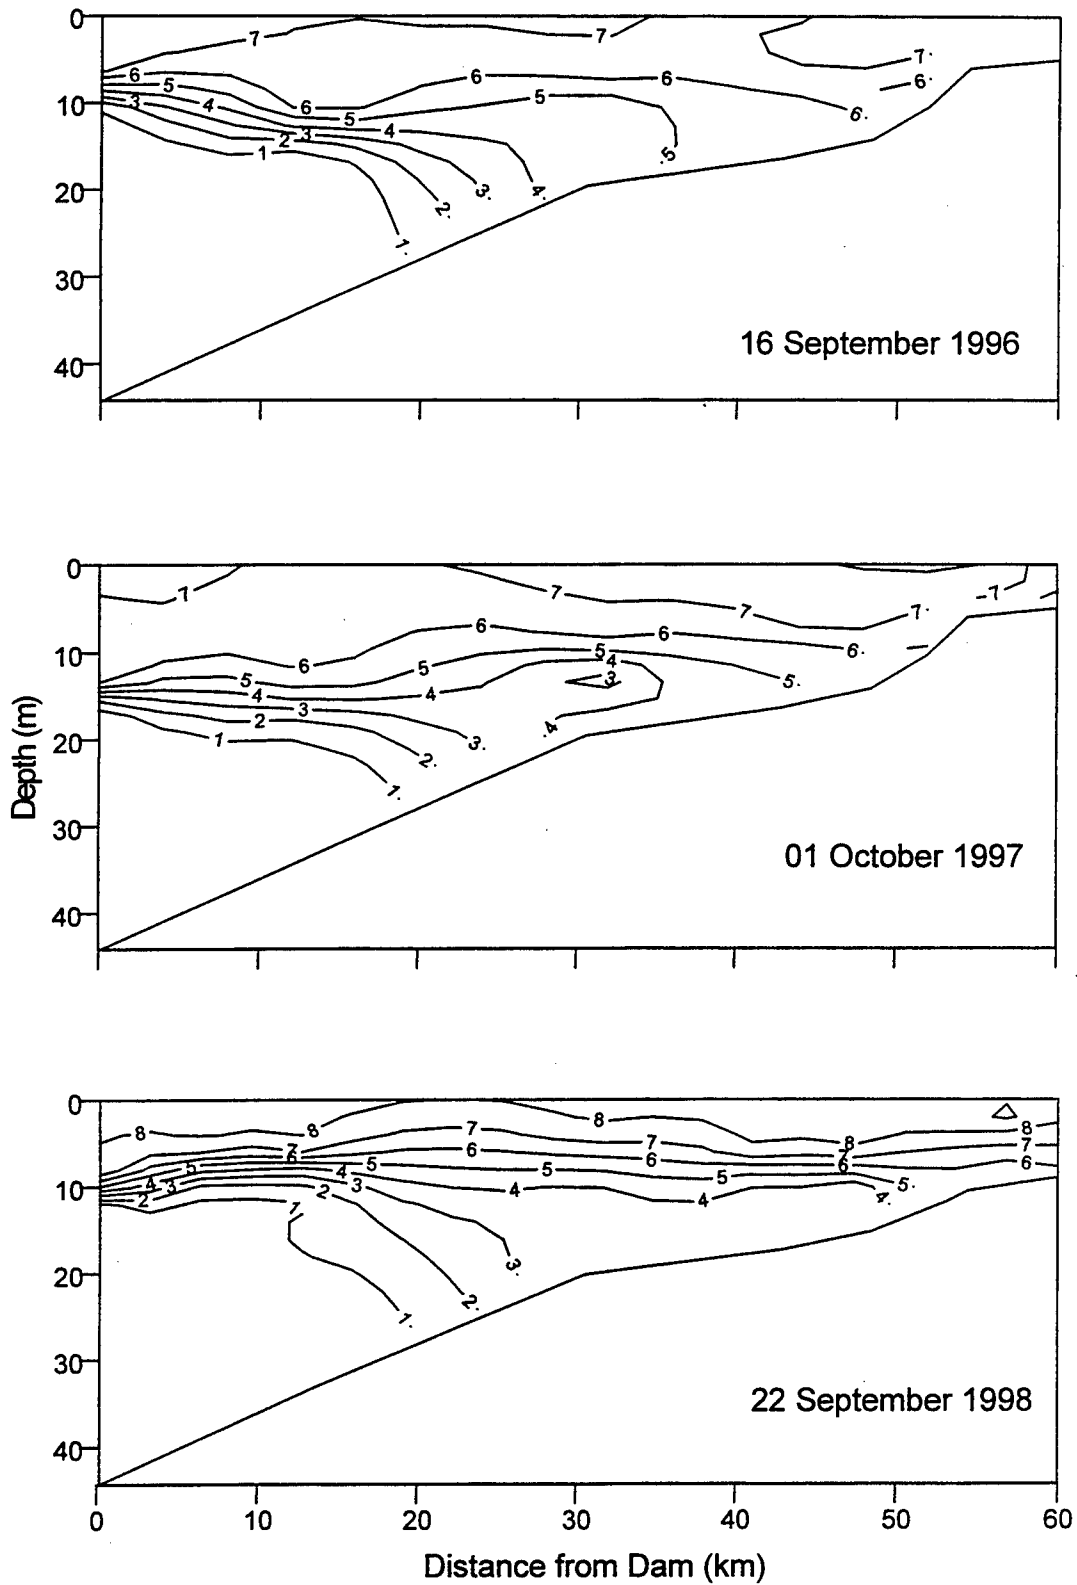 0
10
20
30
40
7 7 7.
6 6 6 6 6. 6.
5 5 5 .5
4 4 4.
3 3 3.
2 2.
1 1.
16 September 1996
Depth (m)
0
10
20
30
40
7 7 7 7. -7
6 6 6 6.
5 5 5 5.
4 4 4 .4
3 3 3.
2 2.
1 1.
01 October 1997
0
10
20
30
40
8 8 8 8 8
7 7 7 7 7
6 6 6 6 6
5 5 5 5 5.
4 4 4 4 4.
3 3 3.
2 2 2.
1 1.
22 September 1998
0 10 20 30 40 50 60
Distance from Dam (km)